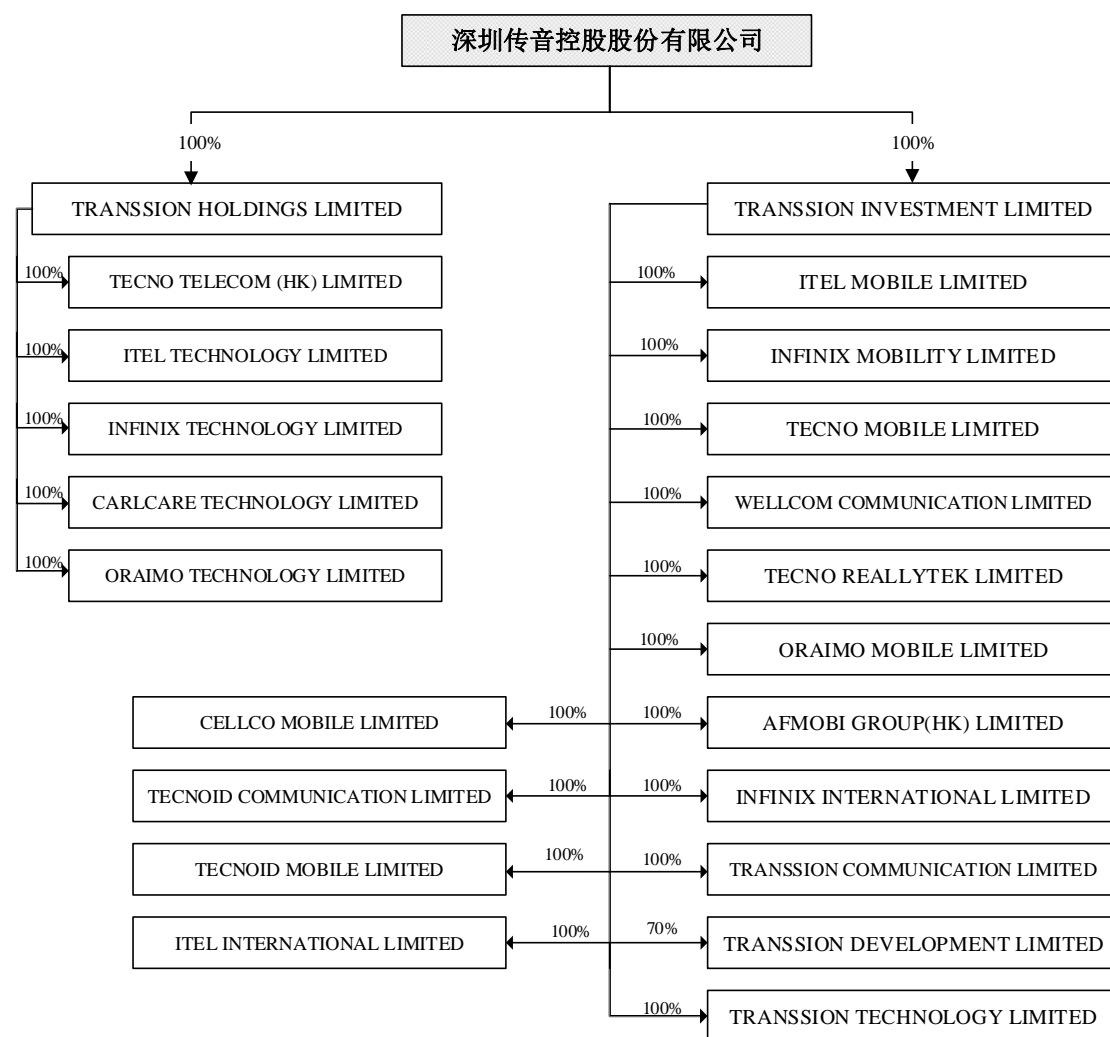 深圳传音控股股份有限公司
100%
100%
TRANSSION HOLDINGS LIMITED
TRANSSION INVESTMENT LIMITED
100%
TECNO TELECOM (HK) LIMITED
100%
ITEL MOBILE LIMITED
100%
ITEL TECHNOLOGY LIMITED
100%
INFINIX MOBILITY LIMITED
100%
INFINIX TECHNOLOGY LIMITED
100%
TECNO MOBILE LIMITED
100%
CARLCARE TECHNOLOGY LIMITED
100%
WELLCOM COMMUNICATION LIMITED
100%
ORAIMO TECHNOLOGY LIMITED
100%
TECNO REALLYTEK LIMITED
100%
ORAIMO MOBILE LIMITED
CELLCO MOBILE LIMITED
100%
100%
AFMOBI GROUP(HK) LIMITED
TECNOID COMMUNICATION LIMITED
100%
100%
INFINIX INTERNATIONAL LIMITED
TECNOID MOBILE LIMITED
100%
100%
TRANSSION COMMUNICATION LIMITED
ITEL INTERNATIONAL LIMITED
100%
70%
TRANSSION DEVELOPMENT LIMITED
100%
TRANSSION TECHNOLOGY LIMITED